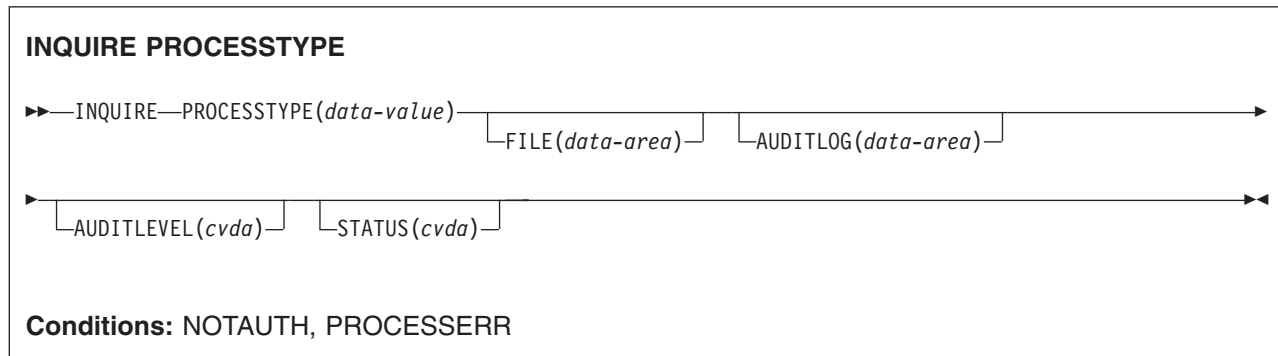 INQUIRE PROCESSTYPE
INQUIRE PROCESSTYPE(data-value)
FILE(data-area) AUDITLOG(data-area)
AUDITLEVEL(cvda) STATUS(cvda)
Conditions: NOTAUTH, PROCESSERR